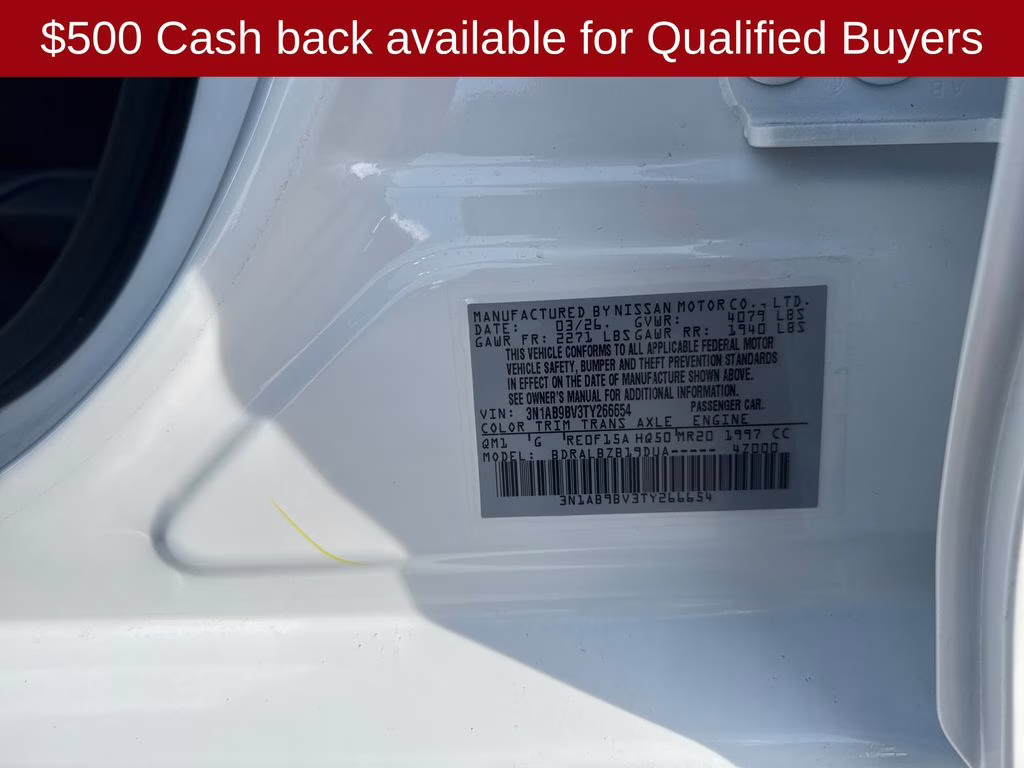 $500 Cash back available for Qualified Buyers
MANUFACTURED BY NISSAN MOTOR CO., LTD.
DATE: 03/26. GVWR: 4079 LBS
GAWR FR: 2271 LBS GAWR RR: 1940 LBS
THIS VEHICLE CONFORMS TO ALL APPLICABLE FEDERAL MOTOR
VEHICLE SAFETY, BUMPER AND THEFT PREVENTION STANDARDS
IN EFFECT ON THE DATE OF MANUFACTURE SHOWN ABOVE.
SEE OWNER'S MANUAL FOR ADDITIONAL INFORMATION.
VIN: 3N1AB9BV3TY266654 PASSENGER CAR.
COLOR TRIM TRANS AXLE ENGINE
QM1 G RE0F15A HQ50 MR20 1997 CC
MODEL: BDRALBZB19DUA----- 4Z000
3N1AB9BV3TY266654